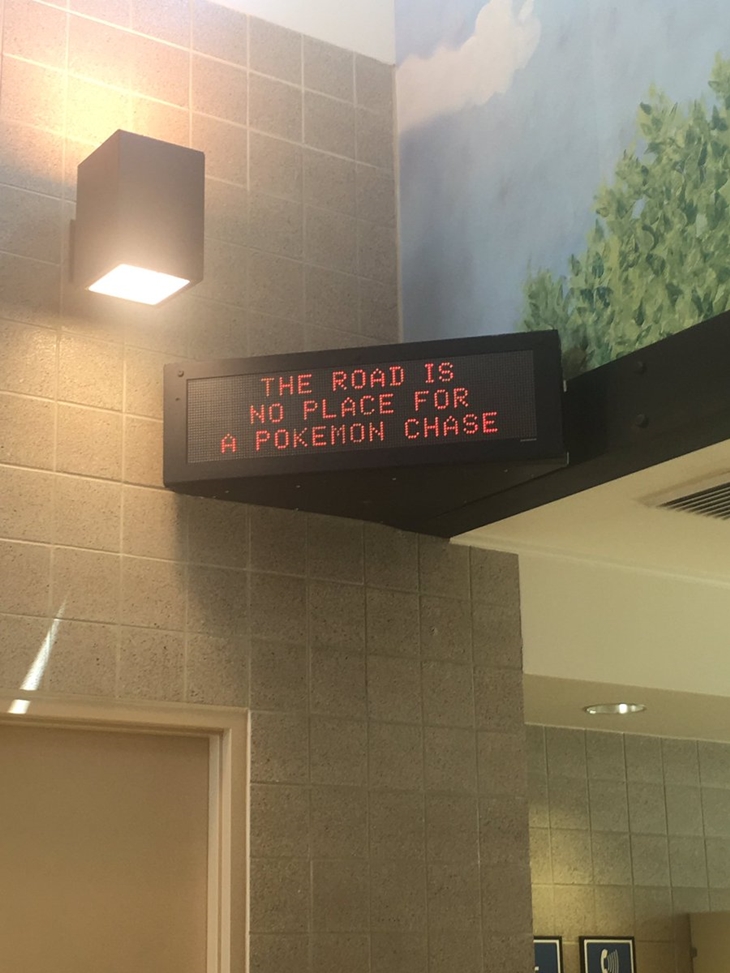 THE ROAD IS
NO PLACE FOR
A POKEMON CHASE